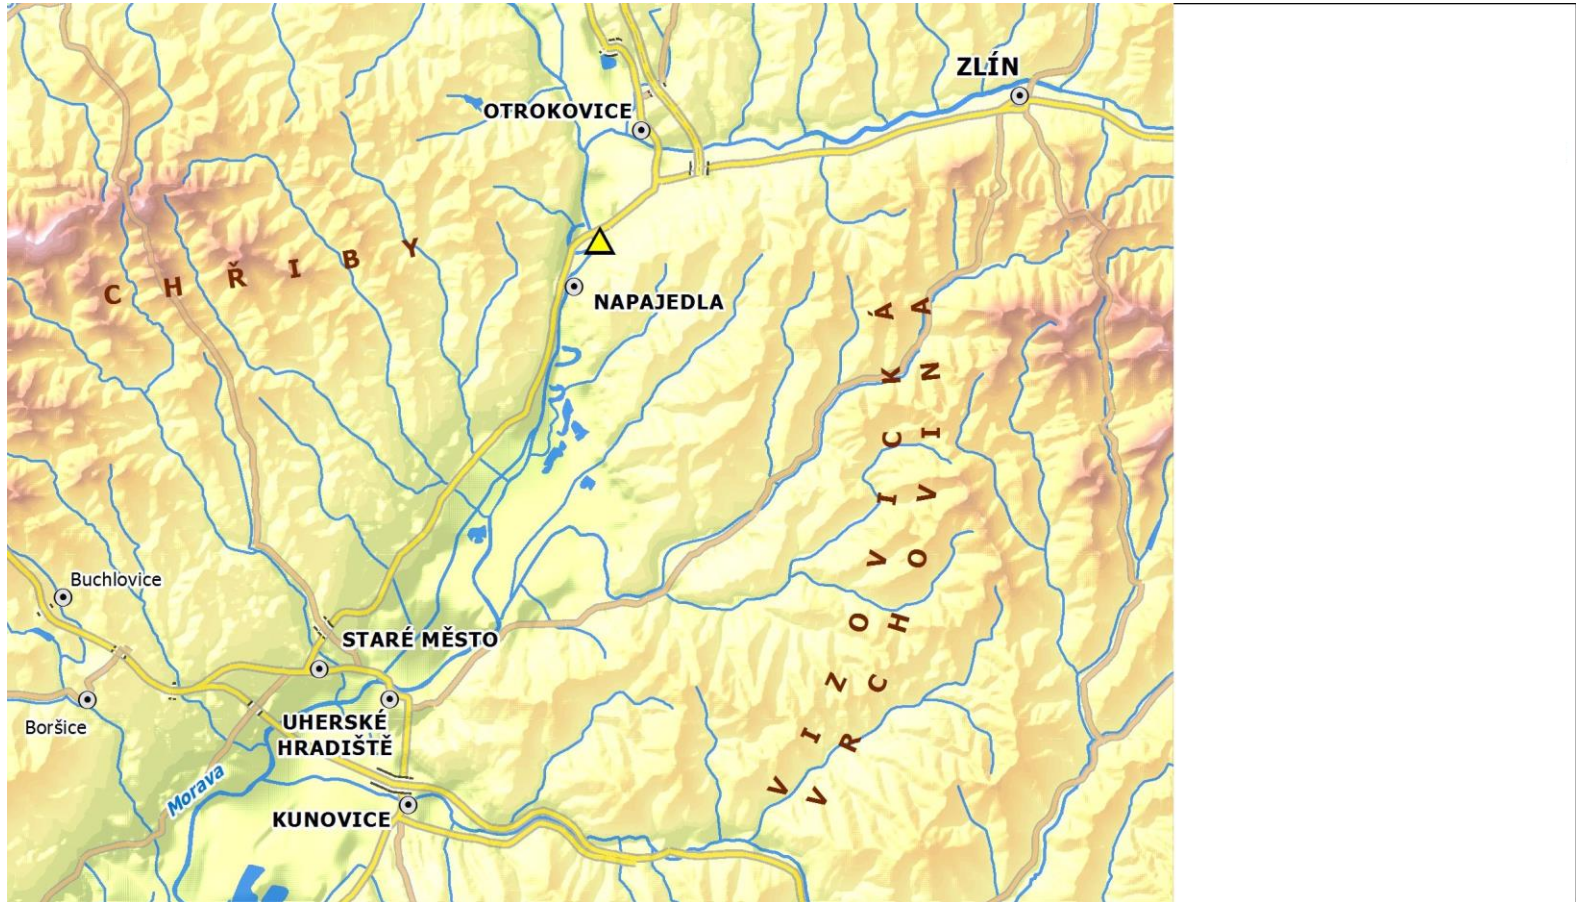 ZLÍN
OTROKOVICE
CHŘIBY
NAPAJEDLA
VIZOVICKÁ
VRCHOVINA
Buchlovice
STARÉ MĚSTO
UHERSKÉ
HRADIŠTĚ
Boršice
Morava
KUNOVICE